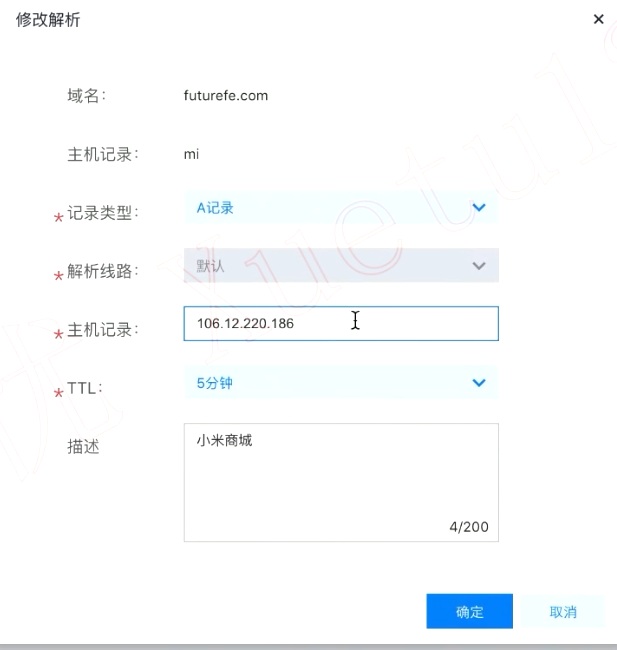 修改解析
域名: futurefe.com
主机记录: mi
*记录类型: A记录
*解析线路: 默认
*主机记录: 106.12.220.186
*TTL: 5分钟
描述 小米商城
4/200
确定 取消